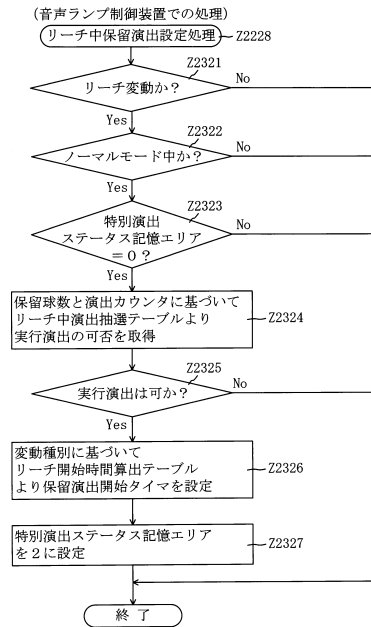 (音声ランプ制御装置での処理)
リーチ中保留演出設定処理 Z2228
Z2321
リーチ変動か？ No
Yes
Z2322
ノーマルモード中か？ No
Yes
Z2323
特別演出
ステータス記憶エリア
＝０？
No
Yes
保留球数と演出カウンタに基づいて
リーチ中演出抽選テーブルより
実行演出の可否を取得
Z2324
Z2325
実行演出は可か？ No
Yes
変動種別に基づいて
リーチ開始時間算出テーブル
より保留演出開始タイマを設定
Z2326
特別演出ステータス記憶エリア
を２に設定
Z2327
終 了